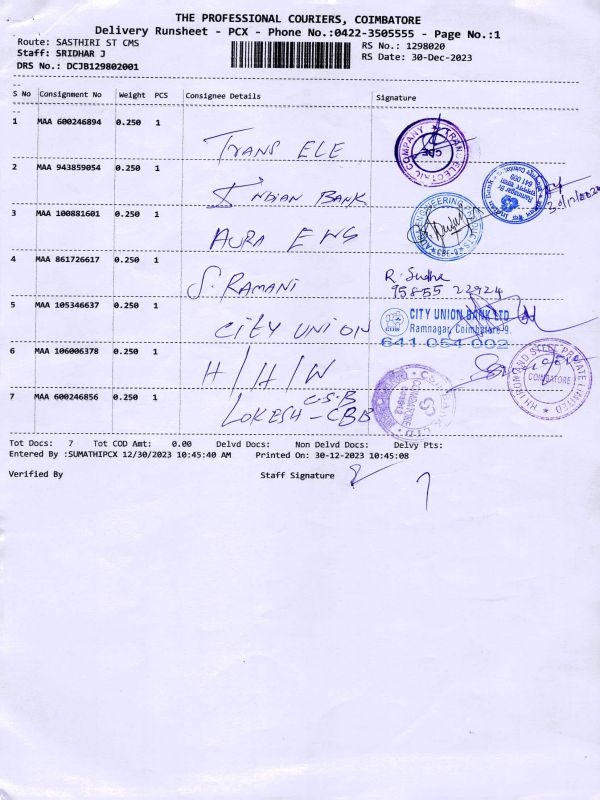 THE PROFESSIONAL COURIERS, COIMBATORE
Delivery Runsheet - PCX - Phone No.:0422-3505555 - Page No.:1
Route: SASTHIRI ST CMS
Staff: SRIDHAR J
DRS No.: DCJB129802001
RS No.: 1298020
RS Date: 30-Dec-2023
S No Consignment No Weight PCS Consignee Details Signature
1 MAA 600246894 0.250 1 TRANS ELE
2 MAA 943859054 0.250 1 INDIAN BANK
30/12/2023
3 MAA 100881601 0.250 1 AURA ENG
4 MAA 861726617 0.250 1 S. RAMANI R. Sudha
95855 22924
5 MAA 105346637 0.250 1 CITY UNION CITY UNION BANK LTD
Ramnagar, Coimbatore-9.
641-054-002
6 MAA 106006378 0.250 1 H/H/W
7 MAA 600246856 0.250 1 C.S.B
LOKESH - CBB
COIMBATORE
Tot Docs: 7 Tot COD Amt: 0.00 Delvd Docs: Non Delvd Docs: Delvy Pts:
Entered By :SUMATHIPCX 12/30/2023 10:45:40 AM Printed On: 30-12-2023 10:45:08
Verified By Staff Signature